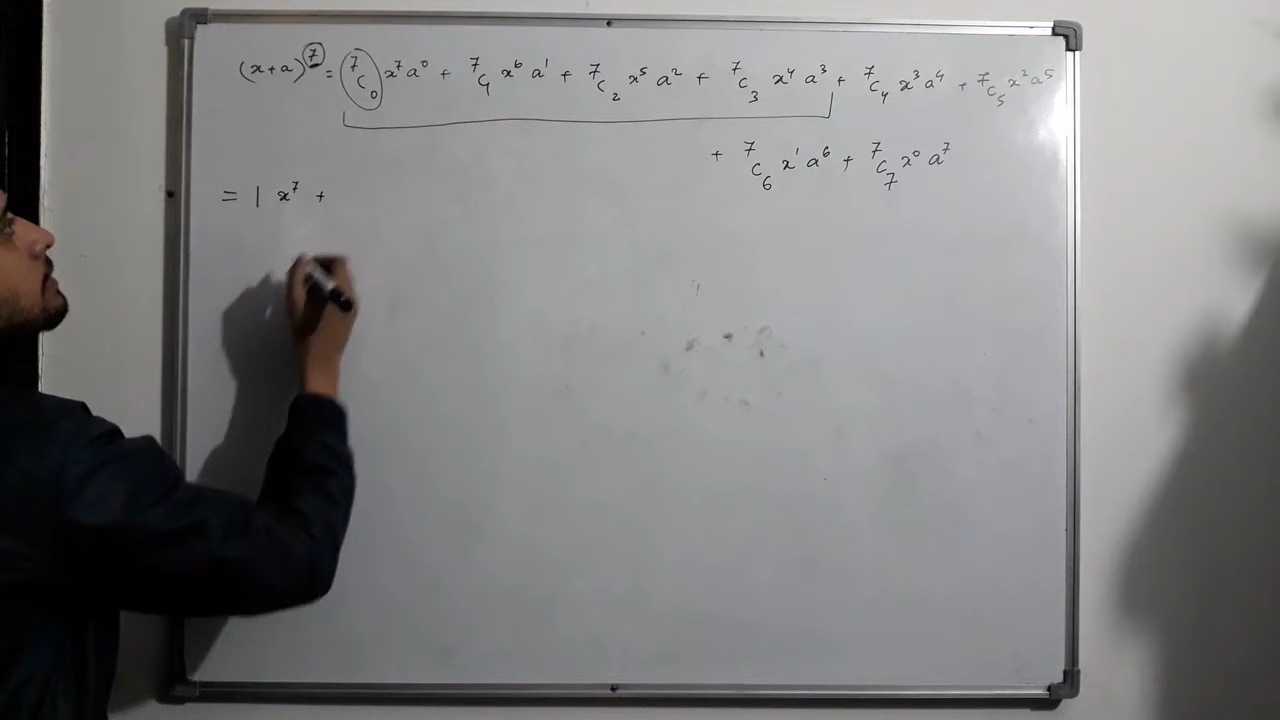 (x+a)⁷ = ⁷C₀ x⁷a⁰ + ⁷C₁ x⁶a¹ + ⁷C₂ x⁵a² + ⁷C₃ x⁴a³ + ⁷C₄ x³a⁴ + ⁷C₅ x²a⁵
+ ⁷C₆ x¹a⁶ + ⁷C₇ x⁰a⁷
= 1 x⁷ +